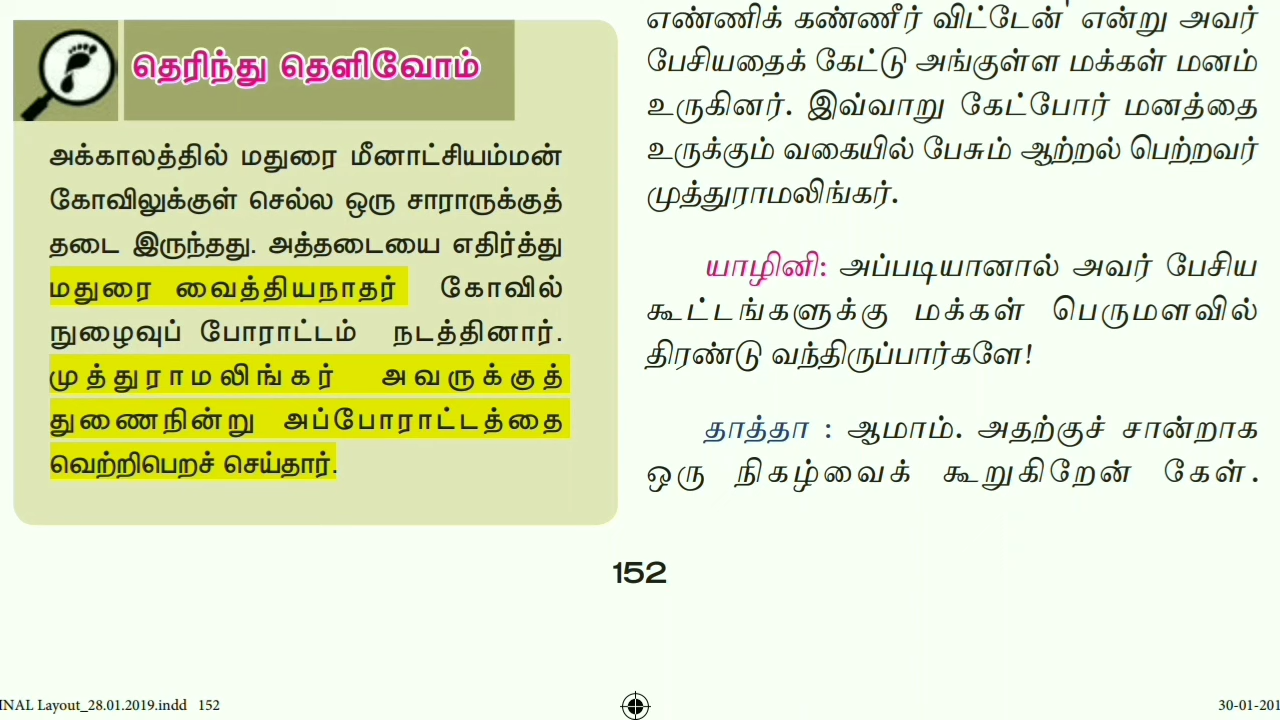 தெரிந்து தெளிவோம்
அக்காலத்தில் மதுரை மீனாட்சியம்மன்
கோவிலுக்குள் செல்ல ஒரு சாராருக்குத்
தடை இருந்தது. அத்தடையை எதிர்த்து
மதுரை வைத்தியநாதர் கோவில்
நுழைவுப் போராட்டம் நடத்தினார்.
முத்துராமலிங்கர் அவருக்குத்
துணைநின்று அப்போராட்டத்தை
வெற்றிபெறச் செய்தார்.
எண்ணிக் கண்ணீர் விட்டேன்' என்று அவர்
பேசியதைக் கேட்டு அங்குள்ள மக்கள் மனம்
உருகினர். இவ்வாறு கேட்போர் மனத்தை
உருக்கும் வகையில் பேசும் ஆற்றல் பெற்றவர்
முத்துராமலிங்கர்.
யாழினி: அப்படியானால் அவர் பேசிய
கூட்டங்களுக்கு மக்கள் பெருமளவில்
திரண்டு வந்திருப்பார்களே!
தாத்தா : ஆமாம். அதற்குச் சான்றாக
ஒரு நிகழ்வைக் கூறுகிறேன் கேள்.
152
INAL Layout_28.01.2019.indd 152
30-01-201